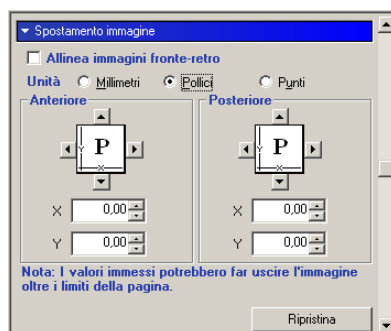 Spostamento immagine
Allinea immagini fronte-retro
Unità Millimetri Pollici Punti
Anteriore Posteriore
P P
Y Y
X X
X 0,00 X 0,00
Y 0,00 Y 0,00
Nota: I valori immessi potrebbero far uscire l'immagine
oltre i limiti della pagina.
Ripristina